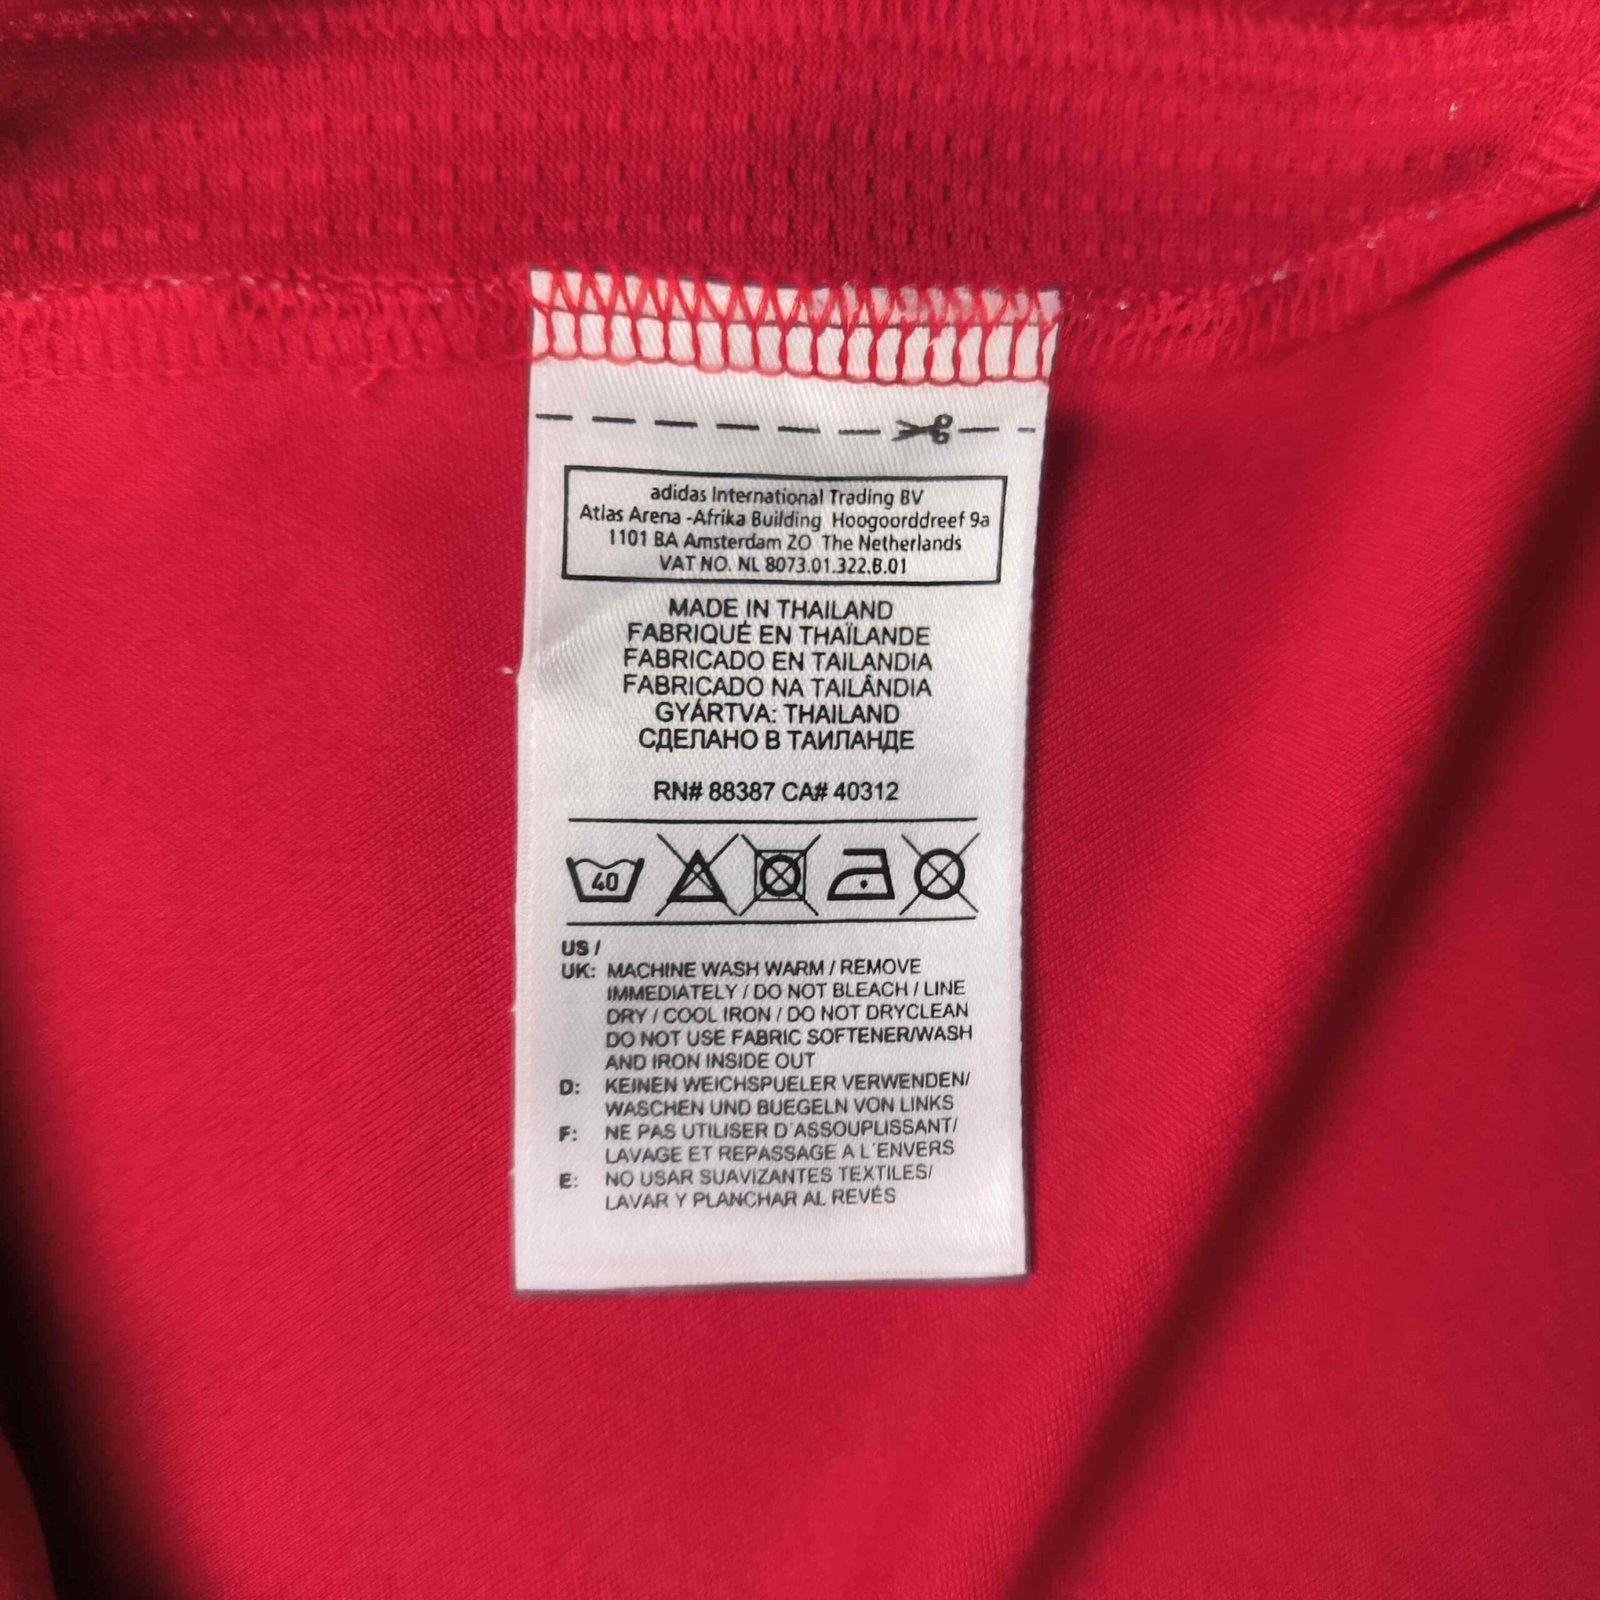 adidas International Trading BV
Atlas Arena -Afrika Building Hoogoorddreef 9a
1101 BA Amsterdam ZO The Netherlands
VAT NO. NL 8073.01.322.B.01
MADE IN THAILAND
FABRIQUÉ EN THAÏLANDE
FABRICADO EN TAILANDIA
FABRICADO NA TAILÂNDIA
GYÁRTVA: THAILAND
СДЕЛАНО В ТАИЛАНДЕ
RN# 88387 CA# 40312
40
US /
UK: MACHINE WASH WARM / REMOVE
IMMEDIATELY / DO NOT BLEACH / LINE
DRY / COOL IRON / DO NOT DRYCLEAN
DO NOT USE FABRIC SOFTENER/WASH
AND IRON INSIDE OUT
D: KEINEN WEICHSPUELER VERWENDEN/
WASCHEN UND BUEGELN VON LINKS
F: NE PAS UTILISER D´ASSOUPLISSANT/
LAVAGE ET REPASSAGE A L´ENVERS
E: NO USAR SUAVIZANTES TEXTILES/
LAVAR Y PLANCHAR AL REVÉS